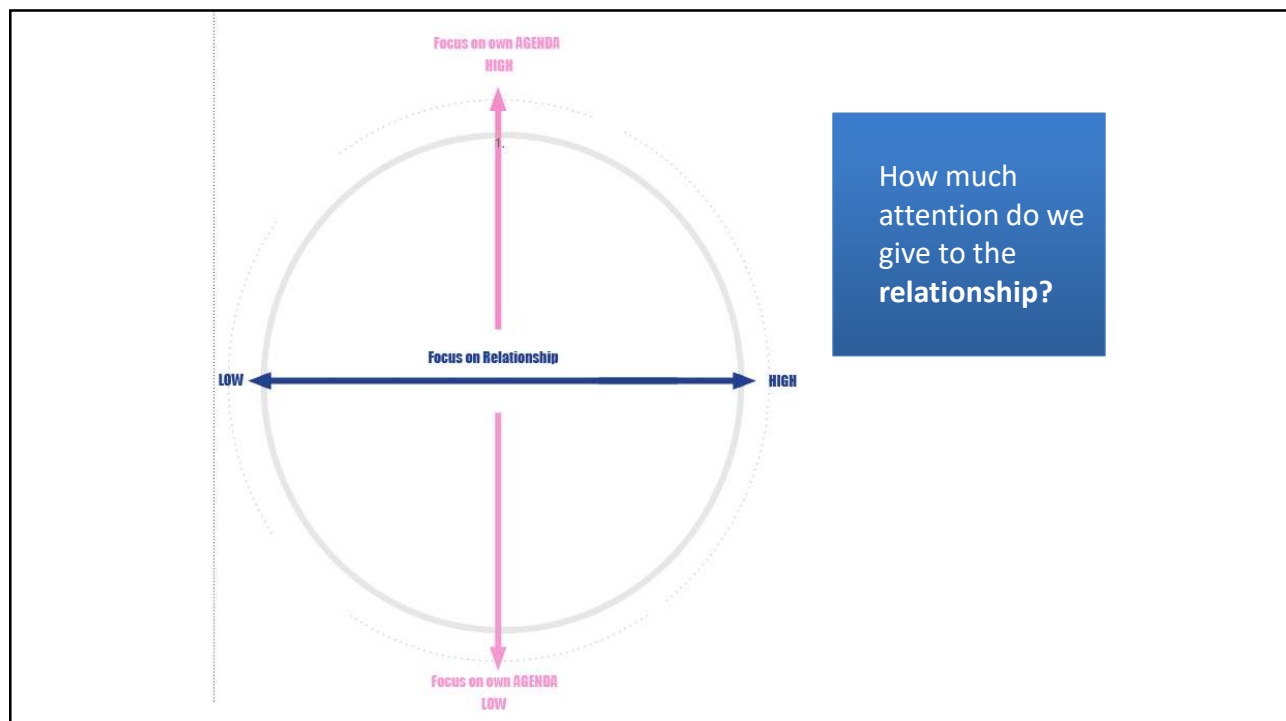 Focus on own AGENDA
HIGH
1.
How much
attention do we
give to the
relationship?
Focus on Relationship
LOW
HIGH
Focus on own AGENDA
LOW